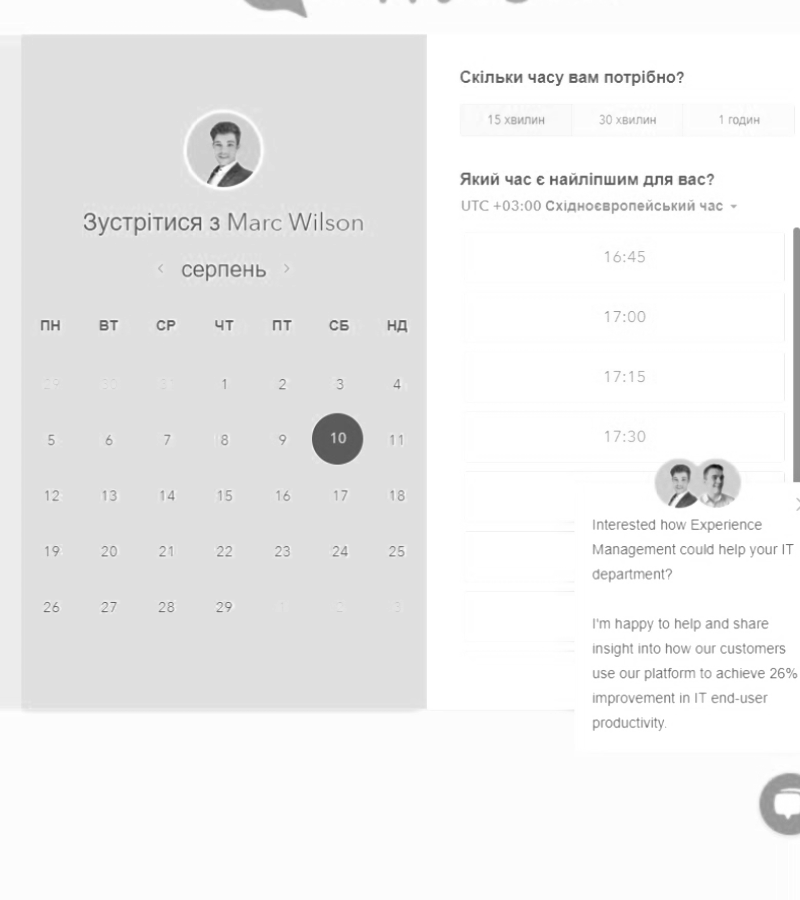 Зустрітися з Marc Wilson
серпень
ПН ВТ СР ЧТ ПТ СБ НД
29 30 31 1 2 3 4
5 6 7 8 9 10 11
12 13 14 15 16 17 18
19 20 21 22 23 24 25
26 27 28 29 1 2 3
Скільки часу вам потрібно?
15 хвилин 30 хвилин 1 годин
Який час є найліпшим для вас?
UTC +03:00 Східноєвропейський час
16:45
17:00
17:15
17:30
Interested how Experience
Management could help your IT
department?
I'm happy to help and share
insight into how our customers
use our platform to achieve 26%
improvement in IT end-user
productivity.